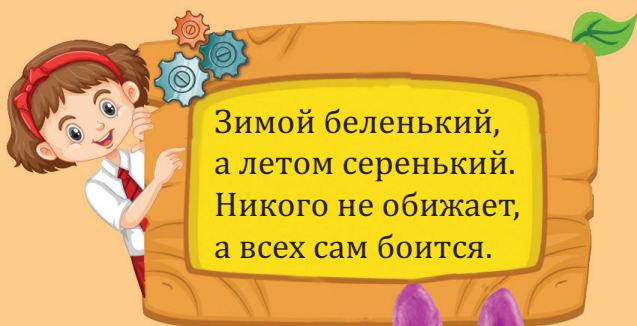 Зимой беленький,
а летом серенький.
Никого не обижает,
а всех сам боится.